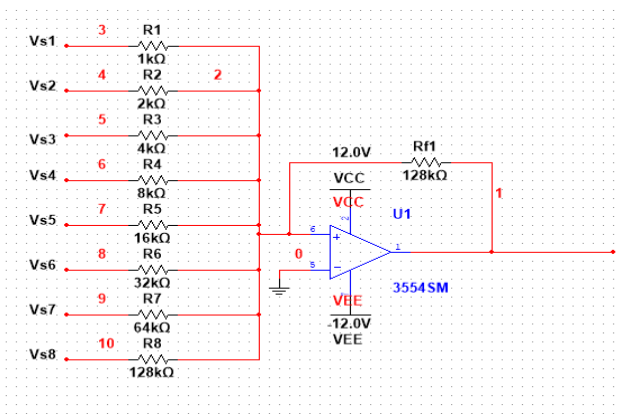 3 R1
Vs1
1kΩ
4 R2 2
Vs2
2kΩ
5 R3
Vs3
4kΩ
12.0V Rf1
6 R4
Vs4
128kΩ
8kΩ
VCC
VCC
1
7 R5
Vs5
16kΩ
2
U1
6
+
1
8 R6 0
Vs6
32kΩ
5
−
3554SM
9 R7
Vs7
64kΩ
VEE
-12.0V
VEE
10 R8
Vs8
128kΩ